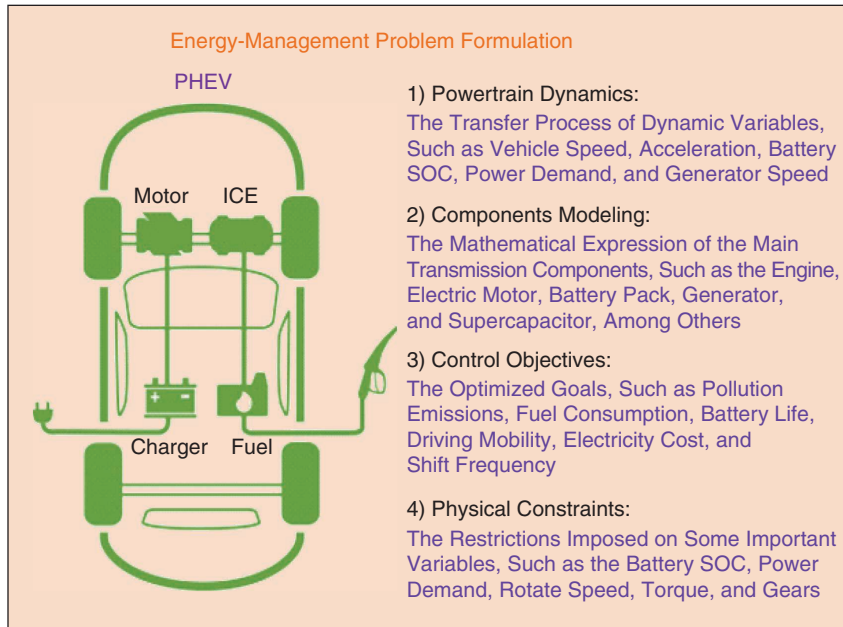 Energy-Management Problem Formulation
PHEV
Motor
ICE
Charger
Fuel
1) Powertrain Dynamics:
The Transfer Process of Dynamic Variables,
Such as Vehicle Speed, Acceleration, Battery
SOC, Power Demand, and Generator Speed
2) Components Modeling:
The Mathematical Expression of the Main
Transmission Components, Such as the Engine,
Electric Motor, Battery Pack, Generator,
and Supercapacitor, Among Others
3) Control Objectives:
The Optimized Goals, Such as Pollution
Emissions, Fuel Consumption, Battery Life,
Driving Mobility, Electricity Cost, and
Shift Frequency
4) Physical Constraints:
The Restrictions Imposed on Some Important
Variables, Such as the Battery SOC, Power
Demand, Rotate Speed, Torque, and Gears